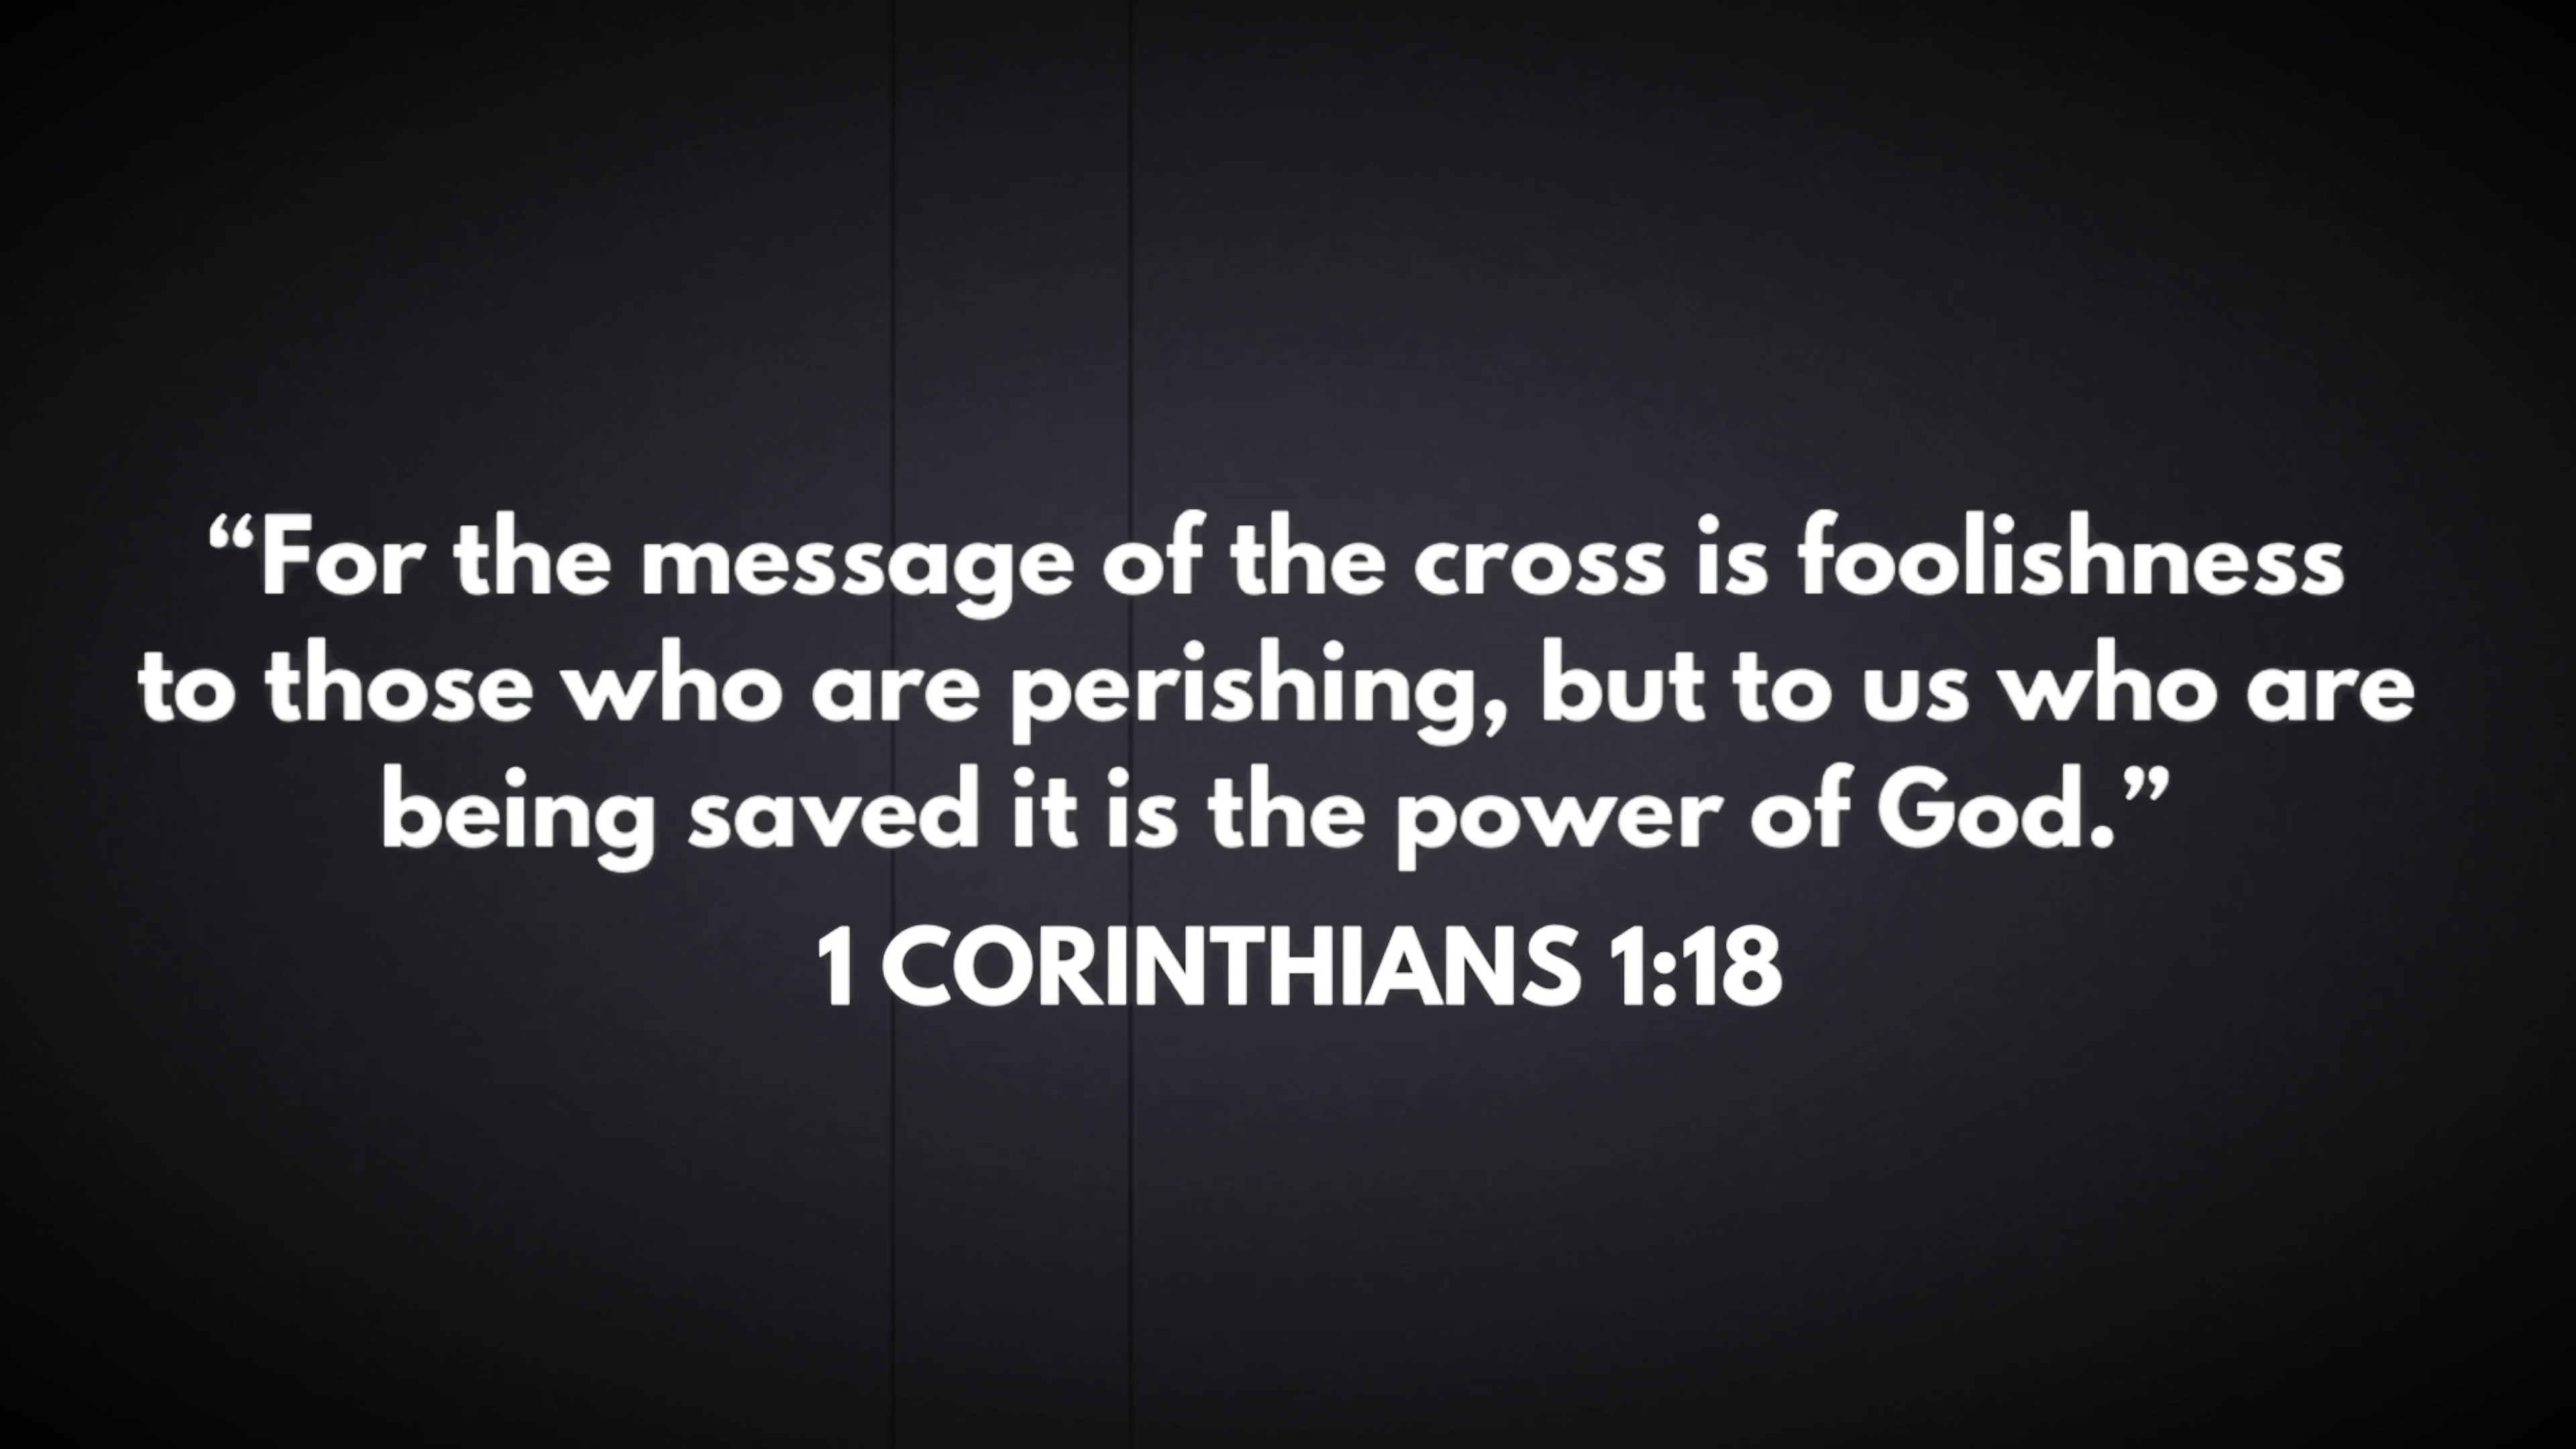 “For the message of the cross is foolishness
to those who are perishing, but to us who are
being saved it is the power of God.”
1 CORINTHIANS 1:18